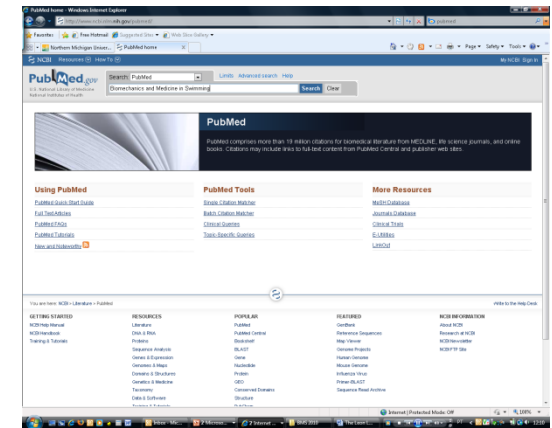 PubMed home - Windows Internet Explorer
http://www.ncbi.nlm.nih.gov/pubmed/
pubmed
Favorites Free Hotmail Suggested Sites Web Slice Gallery
Northern Michigan Univer... PubMed home
Page Safety Tools
NCBI Resources How To My NCBI Sign In
PubMed.gov
U.S. National Library of Medicine
National Institutes of Health
Search: PubMed Limits Advanced search Help
Biomechanics and Medicine in Swimming Search Clear
PubMed
PubMed comprises more than 19 million citations for biomedical literature from MEDLINE, life science journals, and online
books. Citations may include links to full-text content from PubMed Central and publisher web sites.
Using PubMed PubMed Tools More Resources
PubMed Quick Start Guide Single Citation Matcher MeSH Database
Full Text Articles Batch Citation Matcher Journals Database
PubMed FAQs Clinical Queries Clinical Trials
PubMed Tutorials Topic-Specific Queries E-Utilities
New and Noteworthy LinkOut
You are here: NCBI > Literature > PubMed Write to the Help Desk
GETTING STARTED RESOURCES POPULAR FEATURED NCBI INFORMATION
NCBI Help Manual Literature PubMed GenBank About NCBI
NCBI Handbook DNA & RNA PubMed Central Reference Sequences Research at NCBI
Training & Tutorials Proteins Bookshelf Map Viewer NCBI Newsletter
Sequence Analysis BLAST Genome Projects NCBI FTP Site
Genes & Expression Gene Human Genome
Genomes & Maps Nucleotide Mouse Genome
Domains & Structures Protein Influenza Virus
Genetics & Medicine GEO Primer-BLAST
Taxonomy Conserved Domains Sequence Read Archive
Data & Software Structure
Training & Tutorials PubChem
Internet | Protected Mode: Off 100%
Inbox - Mic... 2 Microso... 2 Internet ... BMS 2010 The Lion L... 12:10